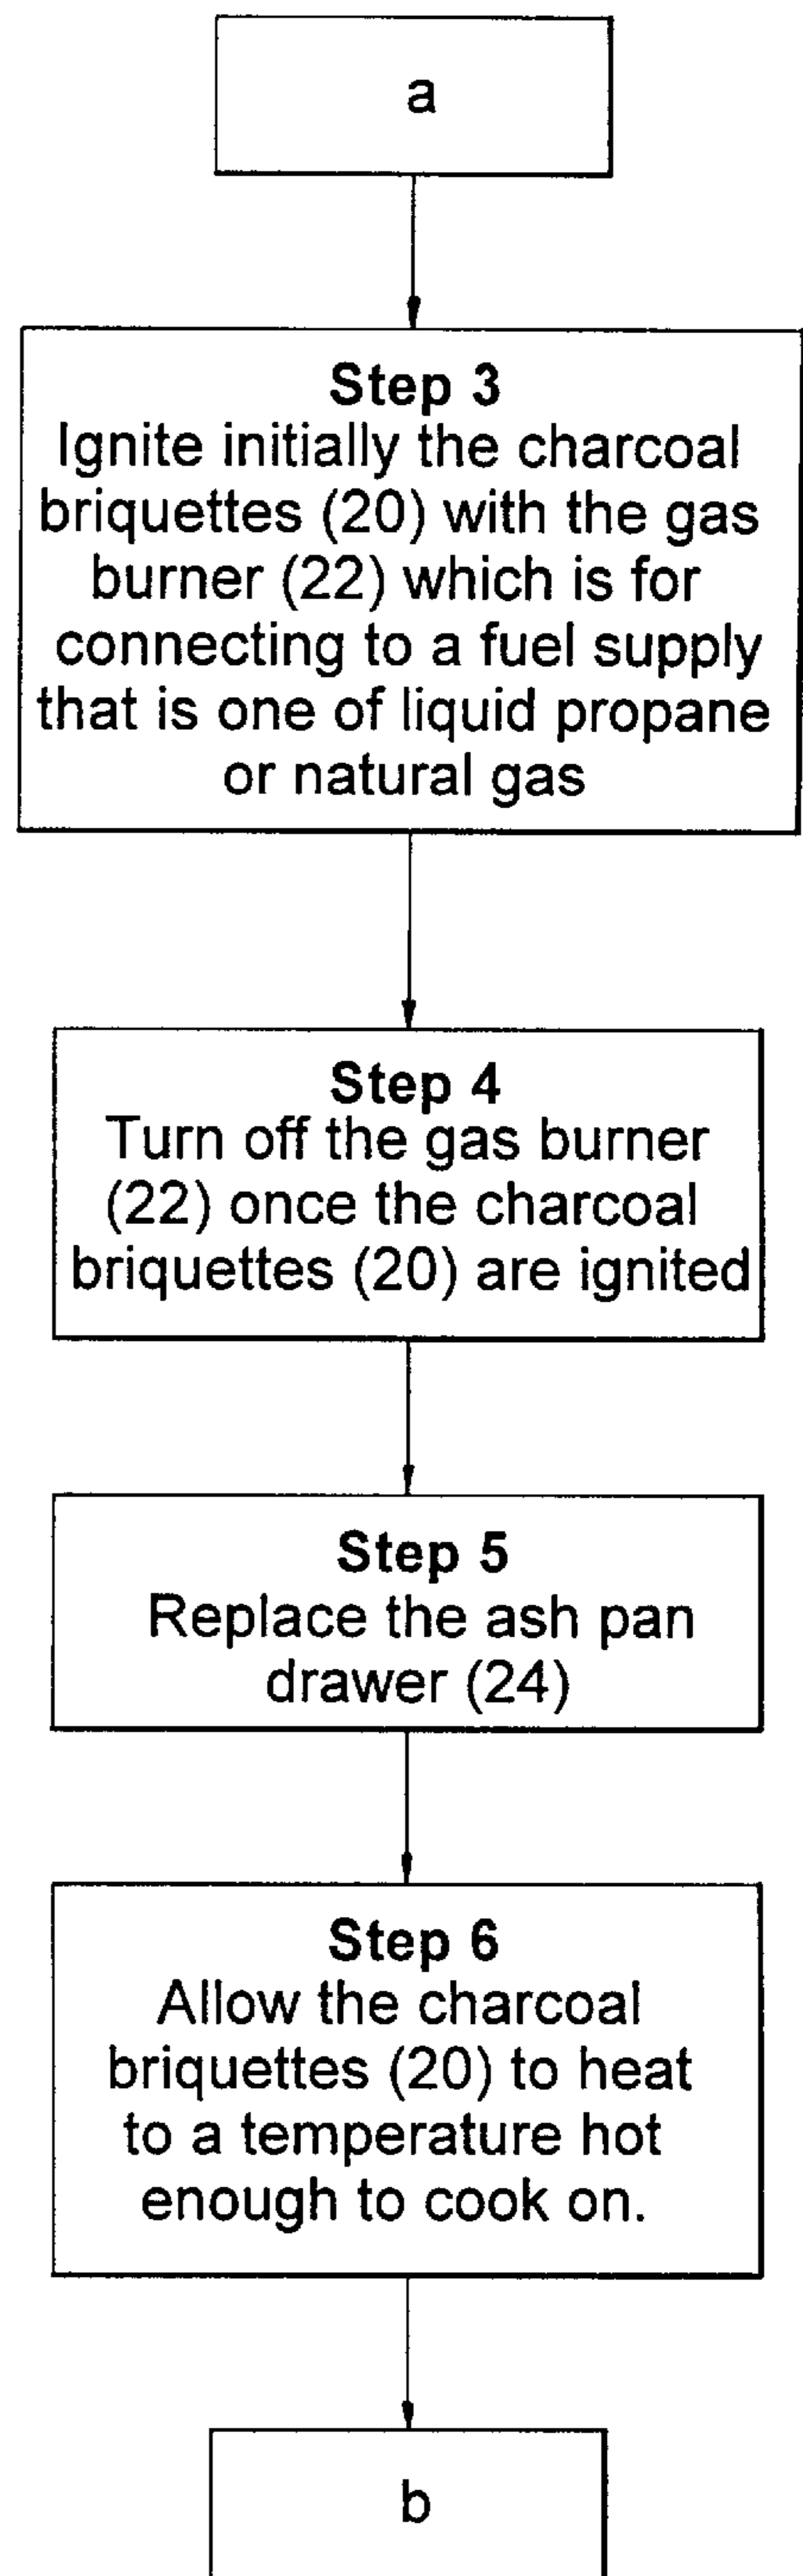 a
Step 3
Ignite initially the charcoal
briquettes (20) with the gas
burner (22) which is for
connecting to a fuel supply
that is one of liquid propane
or natural gas
Step 4
Turn off the gas burner
(22) once the charcoal
briquettes (20) are ignited
Step 5
Replace the ash pan
drawer (24)
Step 6
Allow the charcoal
briquettes (20) to heat
to a temperature hot
enough to cook on.
b